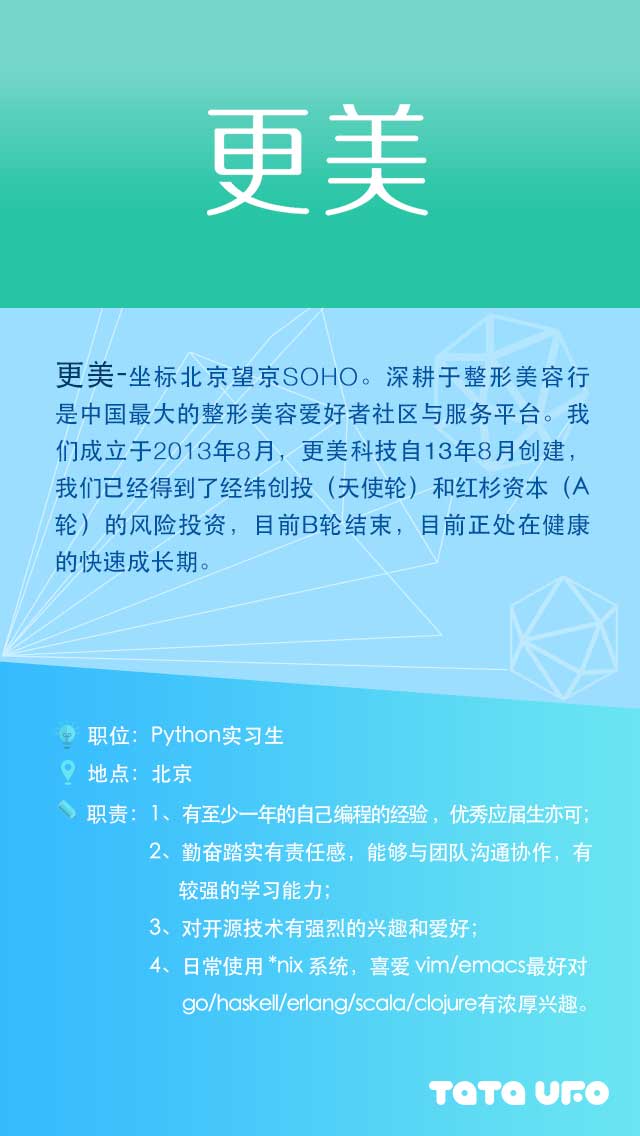 更美
更美-坐标北京望京SOHO。深耕于整形美容行
是中国最大的整形美容爱好者社区与服务平台。我
们成立于2013年8月，更美科技自13年8月创建，
我们已经得到了经纬创投（天使轮）和红杉资本（A
轮）的风险投资，目前B轮结束，目前正处在健康
的快速成长期。
职位：Python实习生
地点：北京
职责：1、有至少一年的自己编程的经验，优秀应届生亦可；
2、勤奋踏实有责任感，能够与团队沟通协作，有
较强的学习能力；
3、对开源技术有强烈的兴趣和爱好；
4、日常使用 *nix 系统，喜爱 vim/emacs最好对
go/haskell/erlang/scala/clojure有浓厚兴趣。
TATA UFO